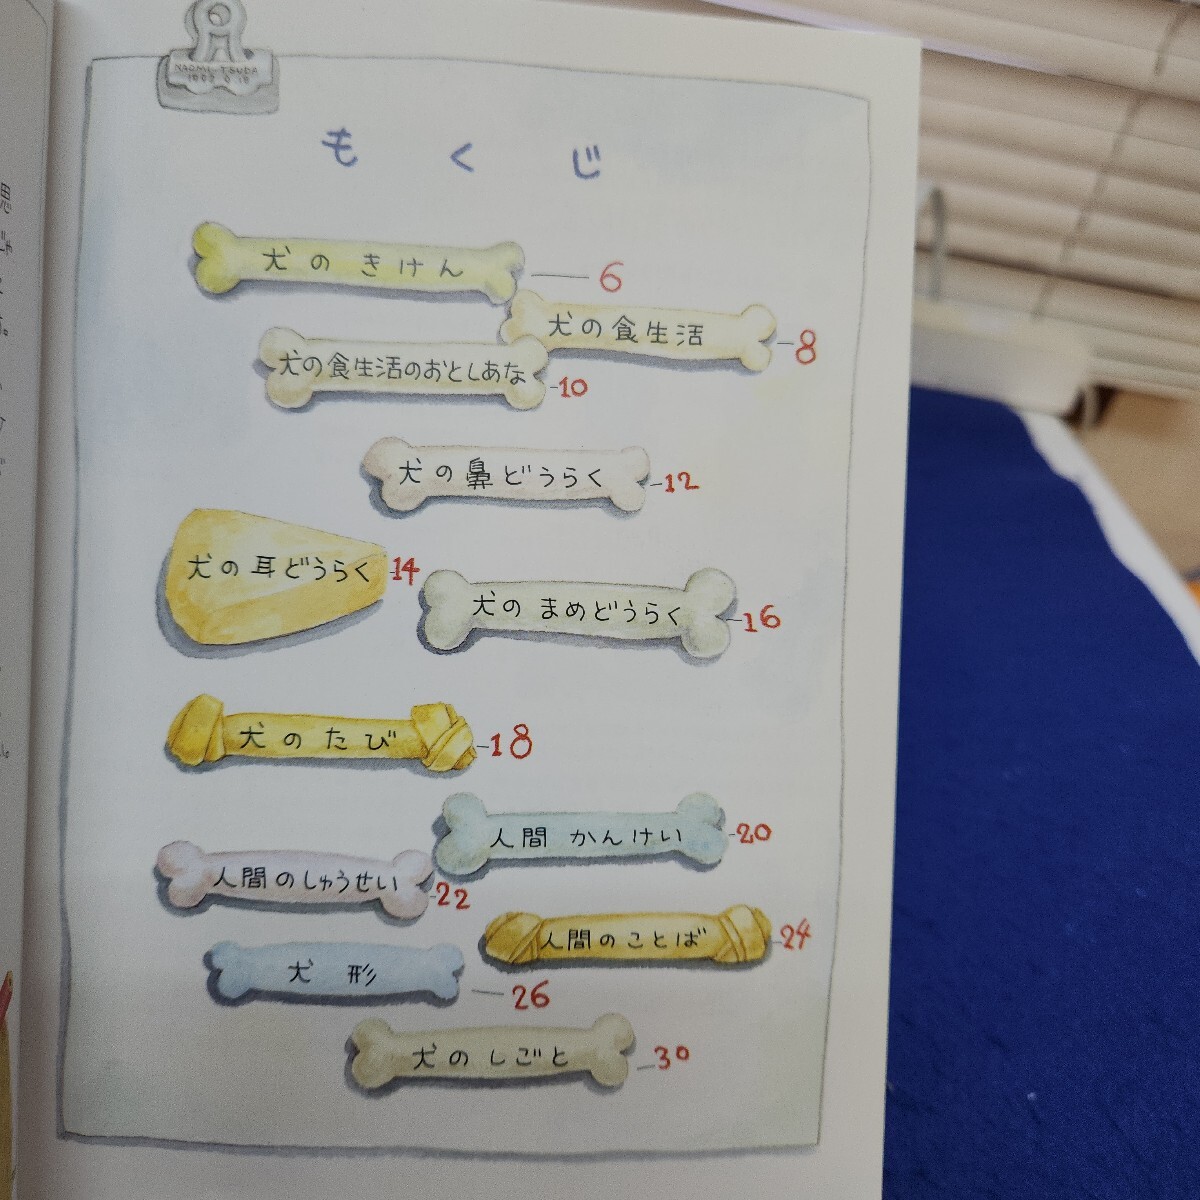 NAOMI TSUDA
もくじ
犬のきけん 6
犬の食生活 8
犬の食生活のおとしあな 10
犬の鼻どうらく 12
犬の耳どうらく 14
犬のまめどうらく 16
犬のたび 18
人間かんけい 20
人間のしゅうせい 22
人間のことば 24
犬形 26
犬のしごと 30